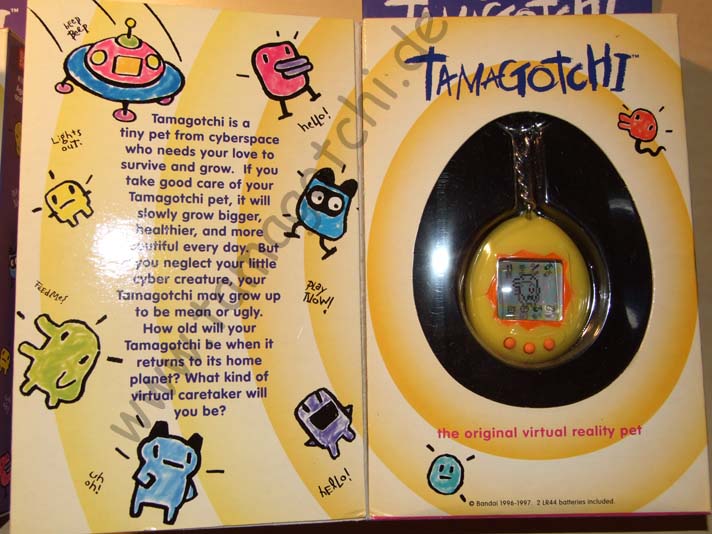 TAMAGOTCHI
beep
beep
hello!
Lights
out.
Tamagotchi is a
tiny pet from cyberspace
who needs your love to
survive and grow. If you
take good care of your
Tamagotchi pet, it will
slowly grow bigger,
healthier, and more
beautiful every day. But
if you neglect your little
cyber creature, your
Tamagotchi may grow up
to be mean or ugly.
How old will your
Tamagotchi be when it
returns to its home
planet? What kind of
virtual caretaker will
you be?
Play
Now!
Feed Me!
uh
oh!
hello!
TAMAGOTCHI™
the original virtual reality pet
© Bandai 1996-1997. 2 LR44 batteries included.
www.tamagotchi.de